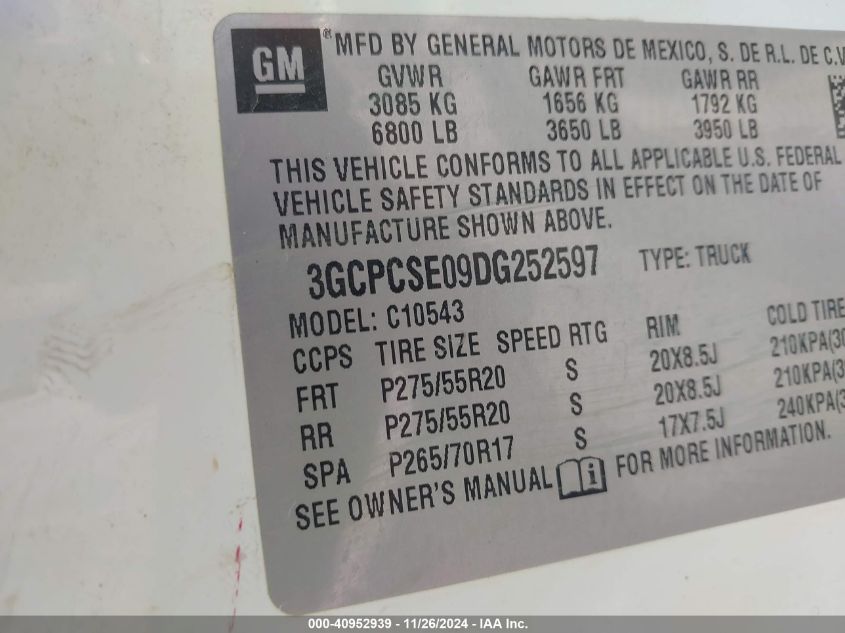 GM ® MFD BY GENERAL MOTORS DE MEXICO, S. DE R.L. DE C.V
GVWR GAWR FRT GAWR RR
3085 KG 1656 KG 1792 KG
6800 LB 3650 LB 3950 LB
THIS VEHICLE CONFORMS TO ALL APPLICABLE U.S. FEDERAL
VEHICLE SAFETY STANDARDS IN EFFECT ON THE DATE OF
MANUFACTURE SHOWN ABOVE.
3GCPCSE09DG252597 TYPE: TRUCK
MODEL: C10543
CCPS TIRE SIZE SPEED RTG RIM COLD TIRE
FRT P275/55R20 S 20X8.5J 210KPA(30
RR P275/55R20 S 20X8.5J 210KPA(3
SPA P265/70R17 S 17X7.5J 240KPA(3
SEE OWNER'S MANUAL i FOR MORE INFORMATION.
000-40952939 - 11/26/2024 - IAA Inc.